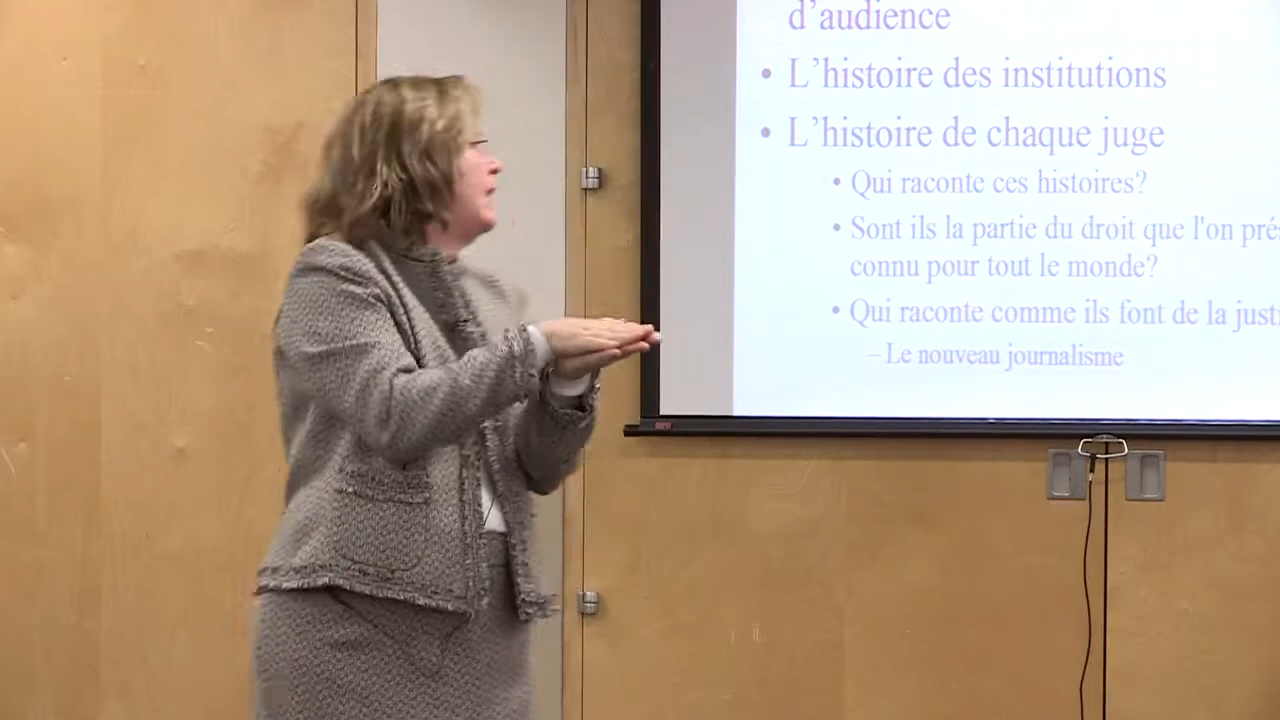 d'audience
• L'histoire des institutions
• L'histoire de chaque juge
• Qui raconte ces histoires?
• Sont ils la partie du droit que l'on
connu pour tout le monde?
• Qui raconte comme ils font de la
– Le nouveau journalisme